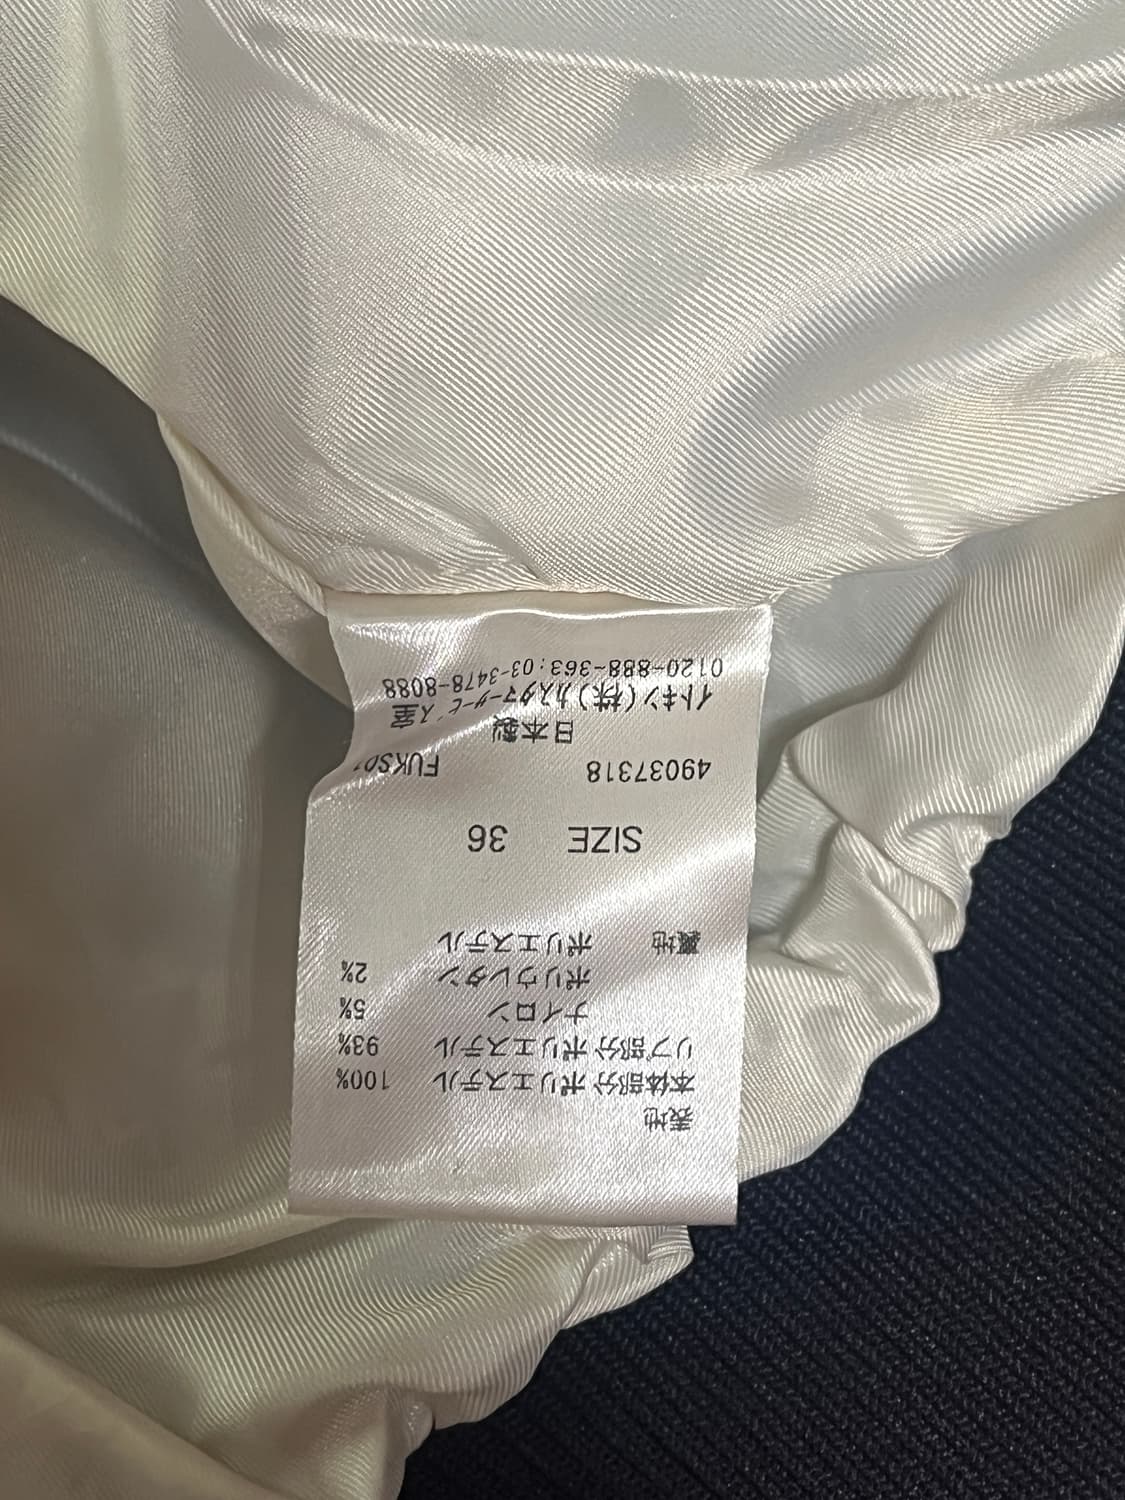 表地
本体部分 ポリエステル 100%
リブ部分 ポリエステル 93%
ナイロン 5%
ポリウレタン 2%
裏地 ポリエステル
SIZE 36
49037318
日本製
イトキン(株)カスタマーサービス室
0120-888-363:03-3478-8088